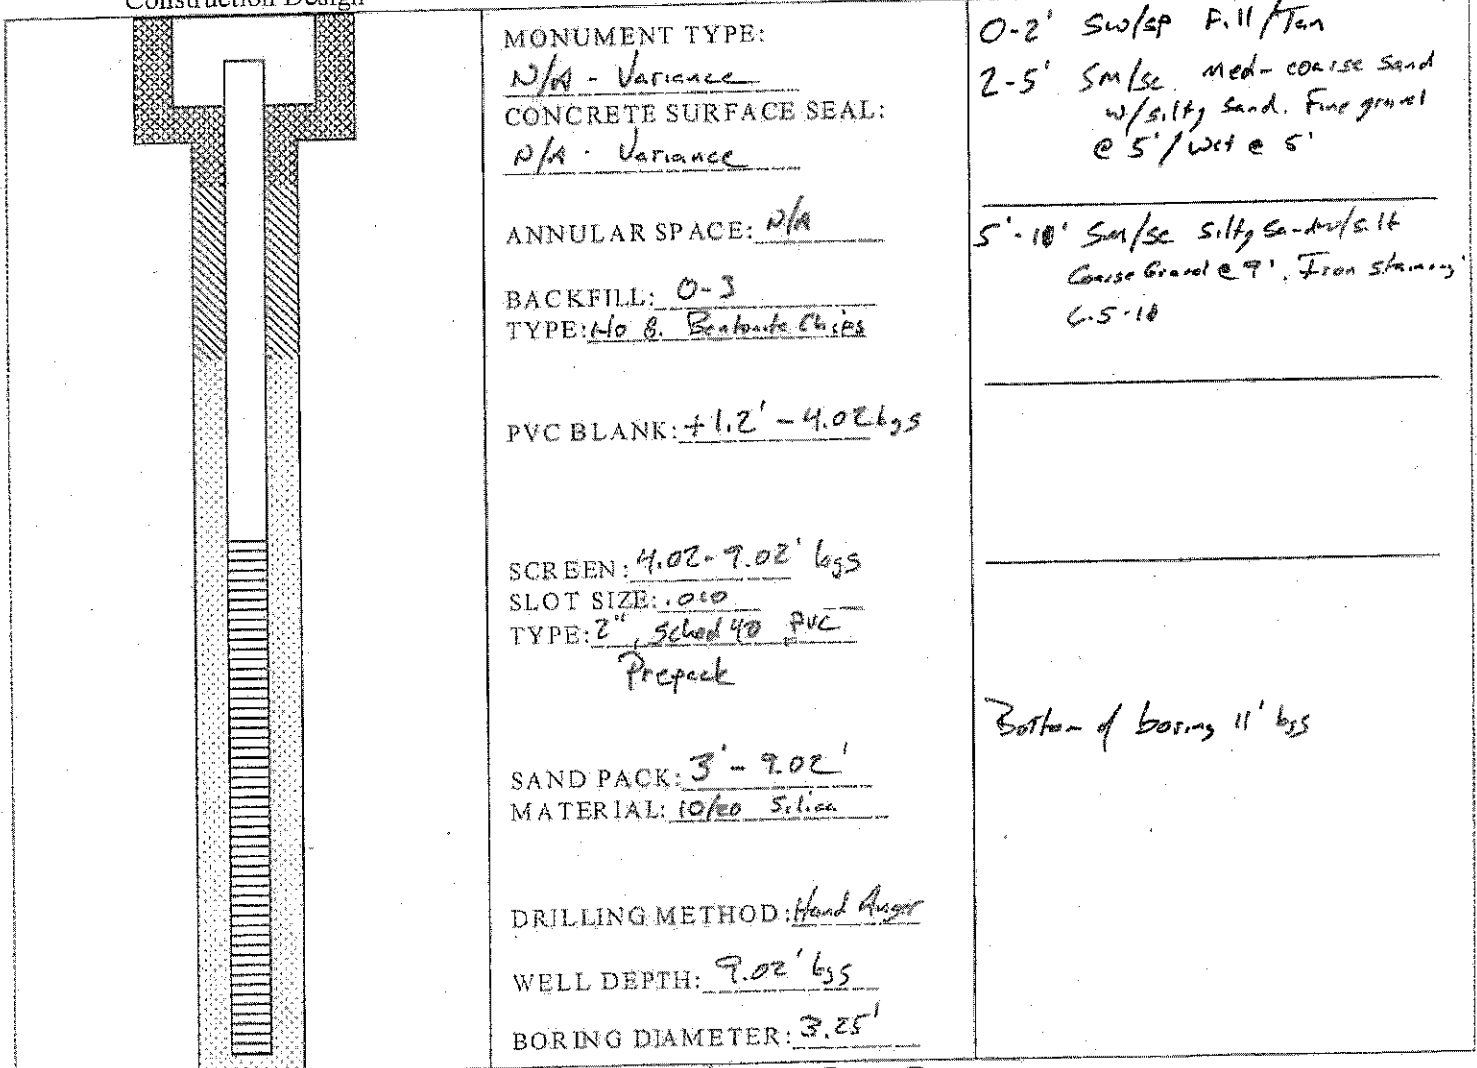 Construction Design
MONUMENT TYPE:
N/A - Variance
CONCRETE SURFACE SEAL:
N/A - Variance
ANNULAR SPACE: N/A
BACKFILL: 0-3
TYPE: No 8. Bentonite Chips
PVC BLANK: +1.2' - 4.02 bgs
SCREEN: 4.02-9.02' bgs
SLOT SIZE: .010
TYPE: 2", Sched 40 PVC
Prepack
SAND PACK: 3' - 9.02'
MATERIAL: 10/20 Silica
DRILLING METHOD: Hand Auger
WELL DEPTH: 9.02' bgs
BORING DIAMETER: 3.25'
0-2' SW/SP Fill/Tan
2-5' SM/SC Med-coarse sand
w/silty sand. Fine gravel
@ 5'/Wet @ 5'
5'-10' SM/SC Silty Sand w/silt
Coarse Gravel @ 9'. Iron staining
6.5-10
Bottom of boring 11' bgs